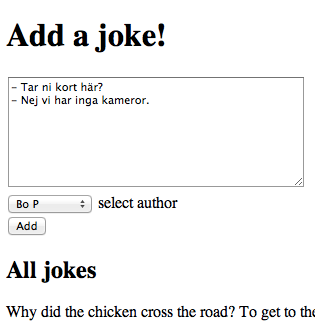 Add a joke!
- Tar ni kort här?
- Nej vi har inga kameror.
Bo P select author
Add
All jokes
Why did the chicken cross the road? To get to the